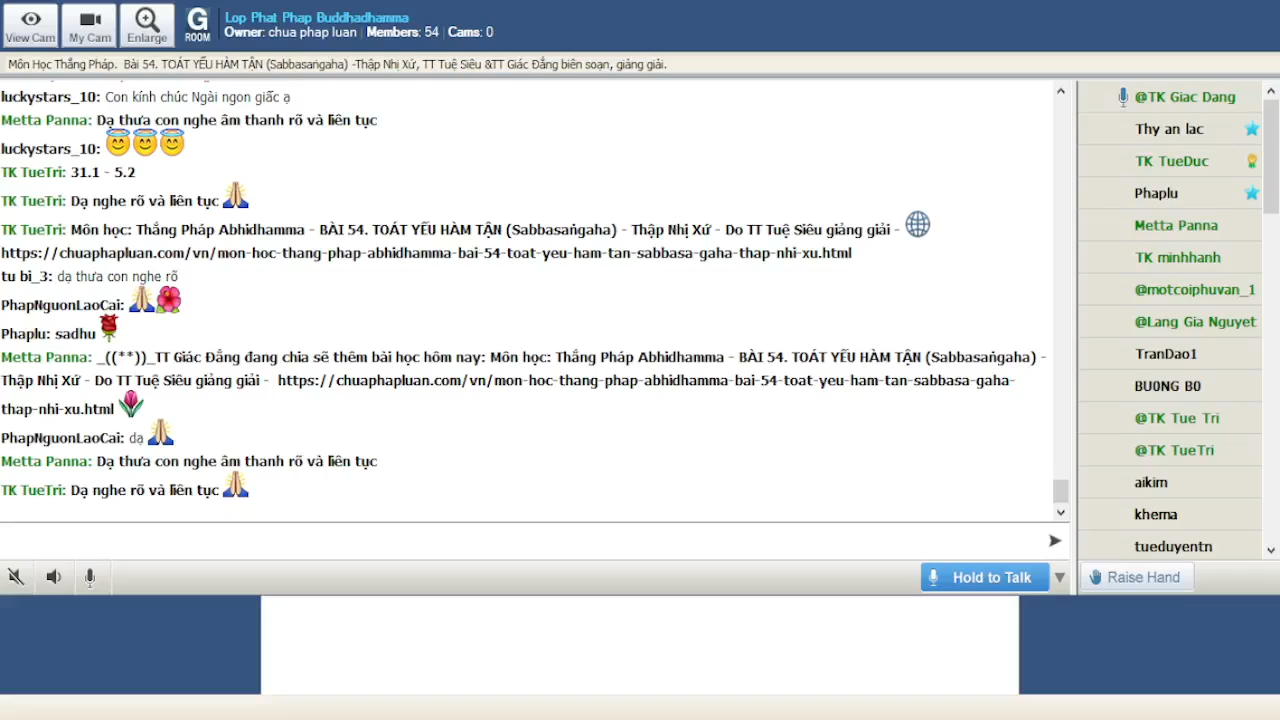 View Cam
My Cam
Enlarge
G
ROOM
Lop Phat Phap Buddhadhamma
Owner: chua phap luan | Members: 54 | Cams: 0
Môn Học Thắng Pháp. Bài 54. TOÁT YẾU HÀM TẬN (Sabbasaṅgaha) -Thập Nhị Xứ, TT Tuệ Siêu &TT Giác Đẳng biên soạn, giảng giải.
luckystars_10: Con kính chúc Ngài ngon giấc ạ
Metta Panna: Dạ thưa con nghe âm thanh rõ và liên tục
luckystars_10:
TK TueTri: 31.1 - 5.2
TK TueTri: Dạ nghe rõ và liên tục
TK TueTri: Môn học: Thắng Pháp Abhidhamma - BÀI 54. TOÁT YẾU HÀM TẬN (Sabbasaṅgaha) - Thập Nhị Xứ - Do TT Tuệ Siêu giảng giải -
https://chuaphapluan.com/vn/mon-hoc-thang-phap-abhidhamma-bai-54-toat-yeu-ham-tan-sabbasa-gaha-thap-nhi-xu.html
tu bi_3: dạ thưa con nghe rõ
PhapNguonLaoCai:
Phaplu: sadhu
Metta Panna: _((**))_TT Giác Đẳng đang chia sẽ thêm bài học hôm nay: Môn học: Thắng Pháp Abhidhamma - BÀI 54. TOÁT YẾU HÀM TẬN (Sabbasaṅgaha) -
Thập Nhị Xứ - Do TT Tuệ Siêu giảng giải - https://chuaphapluan.com/vn/mon-hoc-thang-phap-abhidhamma-bai-54-toat-yeu-ham-tan-sabbasa-gaha-
thap-nhi-xu.html
PhapNguonLaoCai: dạ
Metta Panna: Dạ thưa con nghe âm thanh rõ và liên tục
TK TueTri: Dạ nghe rõ và liên tục
Hold to Talk
@TK Giac Dang
Thy an lac
TK TueDuc
Phaplu
Metta Panna
TK minhhanh
@motcoiphuvan_1
@Lang Gia Nguyet
TranDao1
BU0NG B0
@TK Tue Tri
@TK TueTri
aikim
khema
tueduyentn
Raise Hand